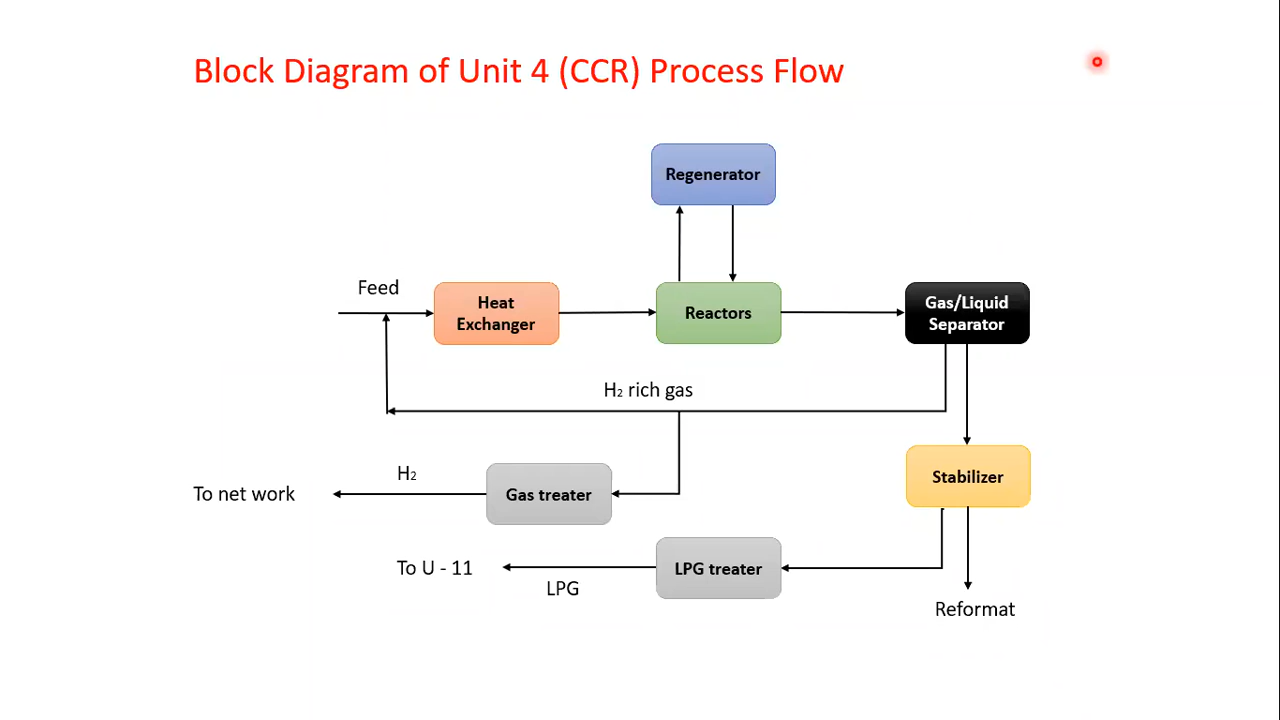 Block Diagram of Unit 4 (CCR) Process Flow
Regenerator
Feed
Heat
Exchanger
Reactors
Gas/Liquid
Separator
H₂ rich gas
Stabilizer
H₂
To net work
Gas treater
To U - 11
LPG
LPG treater
Reformat